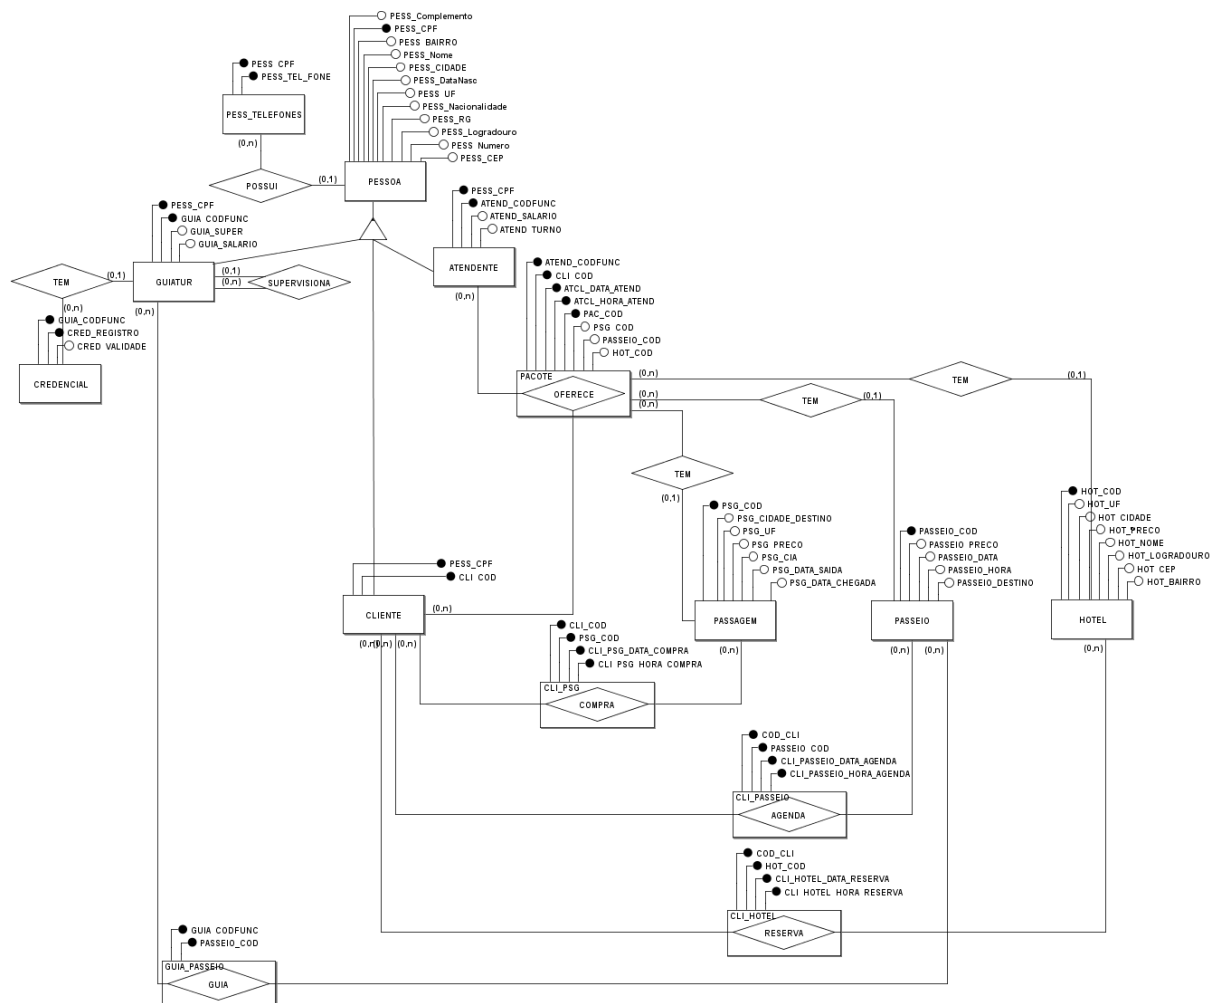 PESS_Complemento
PESS_CPF
PESS BAIRRO
PESS_Nome
PESS_CIDADE
PESS_DataNasc
PESS UF
PESS_Nacionalidade
PESS_RG
PESS_Logradouro
PESS Numero
PESS_CEP
PESSOA
PESS CPF
PESS_TEL_FONE
PESS_TELEFONES
(0,n)
POSSUI
(0,1)
PESS_CPF
GUIA CODFUNC
GUIA_SUPER
GUIA_SALARIO
GUIATUR
TEM
(0,1)
(0,n)
(0,1)
(0,n)
SUPERVISIONA
(0,n)
GUIA_CODFUNC
CRED_REGISTRO
CRED VALIDADE
CREDENCIAL
PESS_CPF
ATEND_CODFUNC
ATEND_SALARIO
ATEND TURNO
ATENDENTE
(0,n)
ATEND_CODFUNC
CLI COD
ATCL_DATA_ATEND
ATCL_HORA_ATEND
PAC_COD
PSG COD
PASSEIO_COD
HOT_COD
PACOTE
OFERECE
(0,n)
(0,n)
(0,n)
TEM
(0,1)
TEM
(0,1)
TEM
(0,1)
PSG_COD
PSG_CIDADE_DESTINO
PSG_UF
PSG PRECO
PSG_CIA
PSG_DATA_SAIDA
PSG_DATA_CHEGADA
PASSAGEM
(0,n)
PASSEIO_COD
PASSEIO PRECO
PASSEIO_DATA
PASSEIO_HORA
PASSEIO_DESTINO
PASSEIO
(0,n)
(0,n)
HOT_COD
HOT_UF
HOT CIDADE
HOT_PRECO
HOT_NOME
HOT_LOGRADOURO
HOT CEP
HOT_BAIRRO
HOTEL
(0,n)
PESS_CPF
CLI COD
CLIENTE
(0,n)
(0,n)
(0,n)
(0,n)
CLI_COD
PSG_COD
CLI_PSG_DATA_COMPRA
CLI PSG HORA COMPRA
CLI_PSG
COMPRA
COD_CLI
PASSEIO COD
CLI_PASSEIO_DATA_AGENDA
CLI_PASSEIO_HORA_AGENDA
CLI_PASSEIO
AGENDA
COD_CLI
HOT_COD
CLI_HOTEL_DATA_RESERVA
CLI HOTEL HORA RESERVA
CLI_HOTEL
RESERVA
GUIA CODFUNC
PASSEIO_COD
GUIA_PASSEIO
GUIA